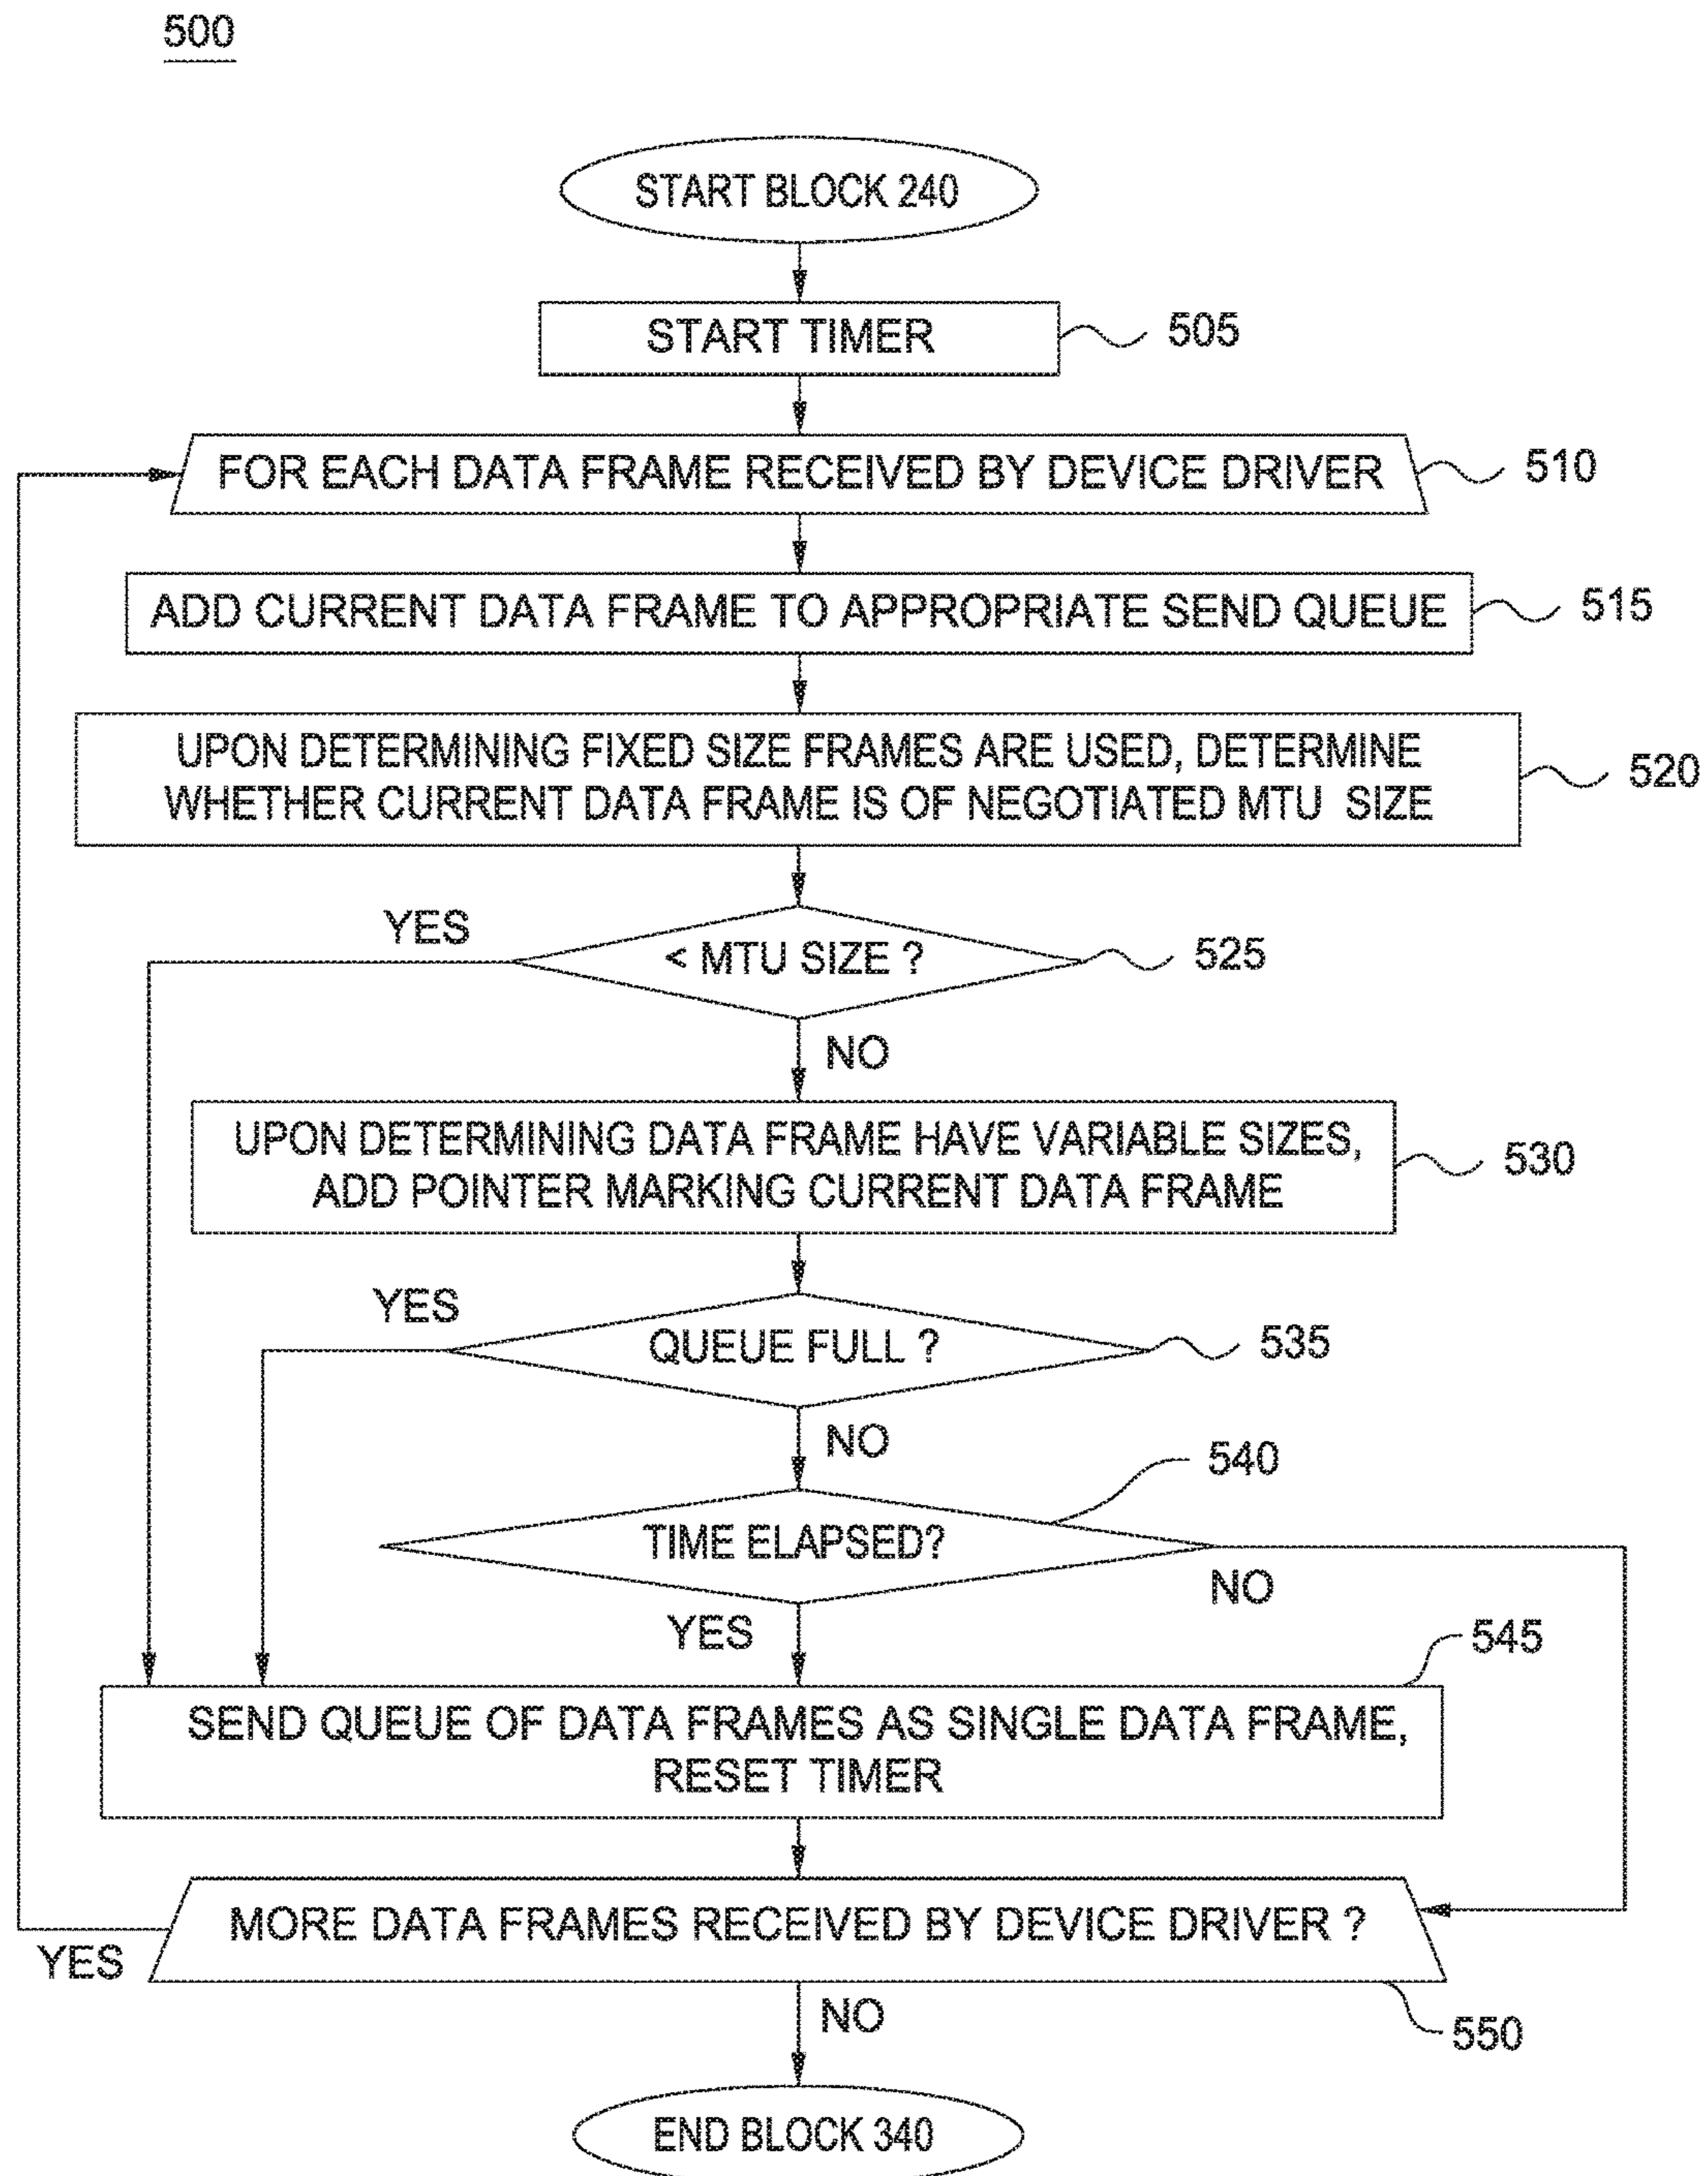 500
START BLOCK 240
START TIMER
505
FOR EACH DATA FRAME RECEIVED BY DEVICE DRIVER
510
ADD CURRENT DATA FRAME TO APPROPRIATE SEND QUEUE
515
UPON DETERMINING FIXED SIZE FRAMES ARE USED, DETERMINE
WHETHER CURRENT DATA FRAME IS OF NEGOTIATED MTU SIZE
520
YES
< MTU SIZE ?
525
NO
UPON DETERMINING DATA FRAME HAVE VARIABLE SIZES,
ADD POINTER MARKING CURRENT DATA FRAME
530
YES
QUEUE FULL ?
535
NO
540
TIME ELAPSED?
NO
YES
545
SEND QUEUE OF DATA FRAMES AS SINGLE DATA FRAME,
RESET TIMER
MORE DATA FRAMES RECEIVED BY DEVICE DRIVER ?
YES
NO
550
END BLOCK 340